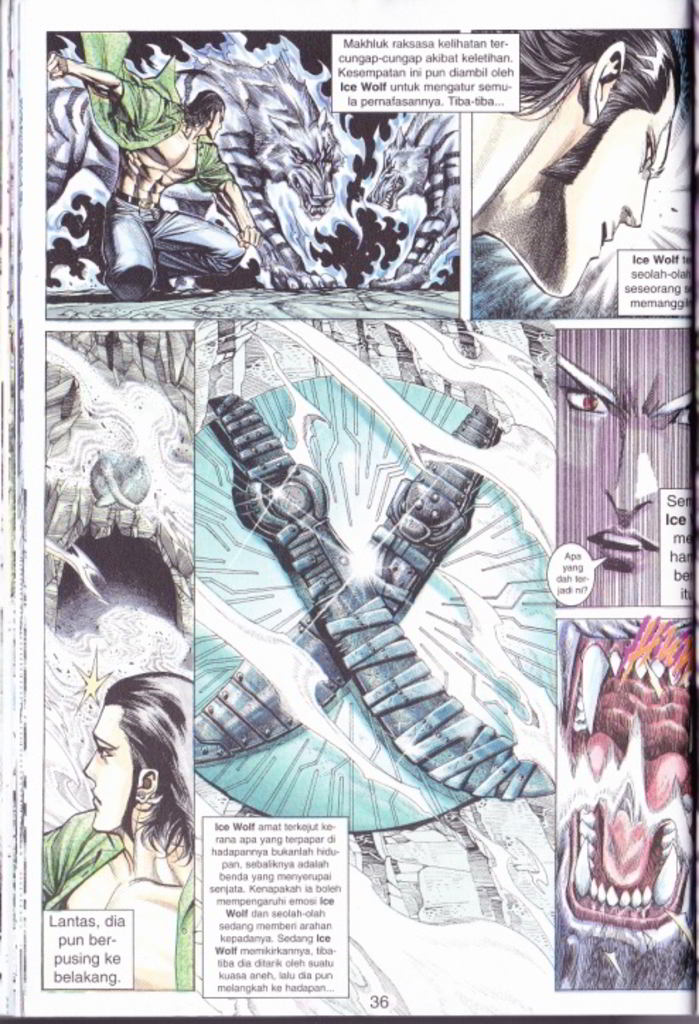 Makhluk raksasa kelihatan ter-
cungap-cungap akibat keletihan.
Kesempatan ini pun diambil oleh
Ice Wolf untuk mengatur semu-
la pernafasannya. Tiba-tiba...
Ice Wolf
seolah-olah
seseorang
memanggil
Apa
yang
dah ter-
jadi ni?
Ice
Lantas, dia
pun ber-
pusing ke
belakang.
Ice Wolf amat terkejut ke-
rana apa yang terpapar di
hadapannya bukanlah hidu-
pan, sebaliknya adalah
benda yang menyerupai
senjata. Kenapakah ia boleh
mempengaruhi emosi Ice
Wolf dan seolah-olah
sedang memberi arahan
kepadanya. Sedang Ice
Wolf memikirkannya, tiba-
tiba dia ditarik oleh suatu
kuasa aneh, lalu dia pun
melangkah ke hadapan...
36